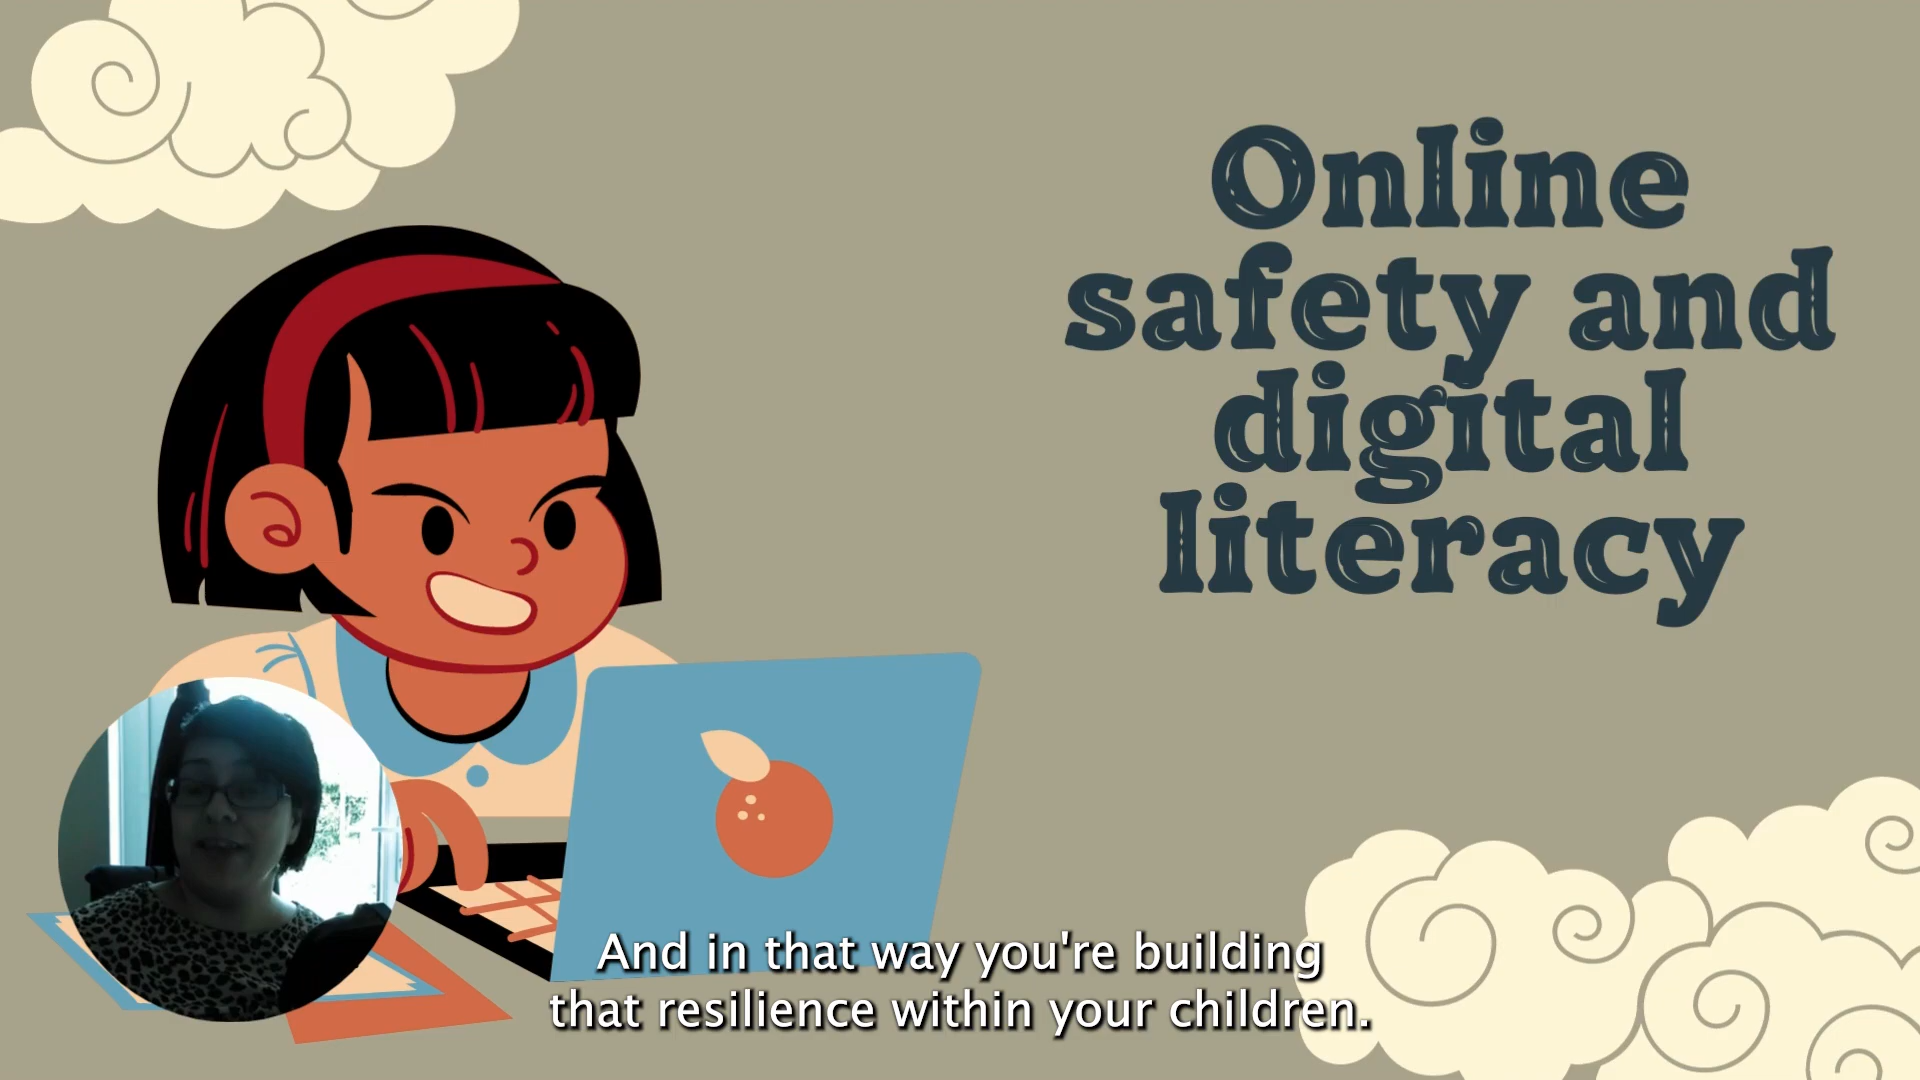 Online
safety and
digital
literacy
And in that way you're building
that resilience within your children.